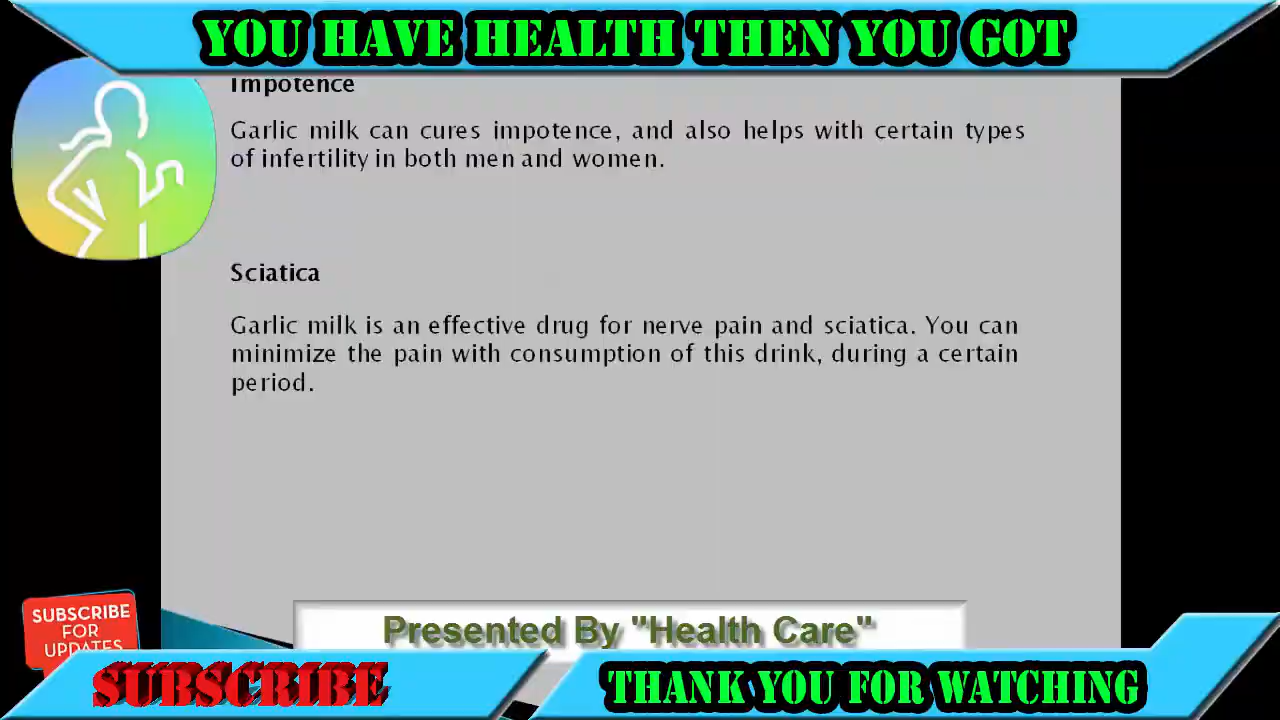 YOU HAVE HEALTH THEN YOU GOT
Impotence
Garlic milk can cures impotence, and also helps with certain types
of infertility in both men and women.
Sciatica
Garlic milk is an effective drug for nerve pain and sciatica. You can
minimize the pain with consumption of this drink, during a certain
period.
SUBSCRIBE
FOR
UPDATES
Presented By "Health Care"
SUBSCRIBE
THANK YOU FOR WATCHING